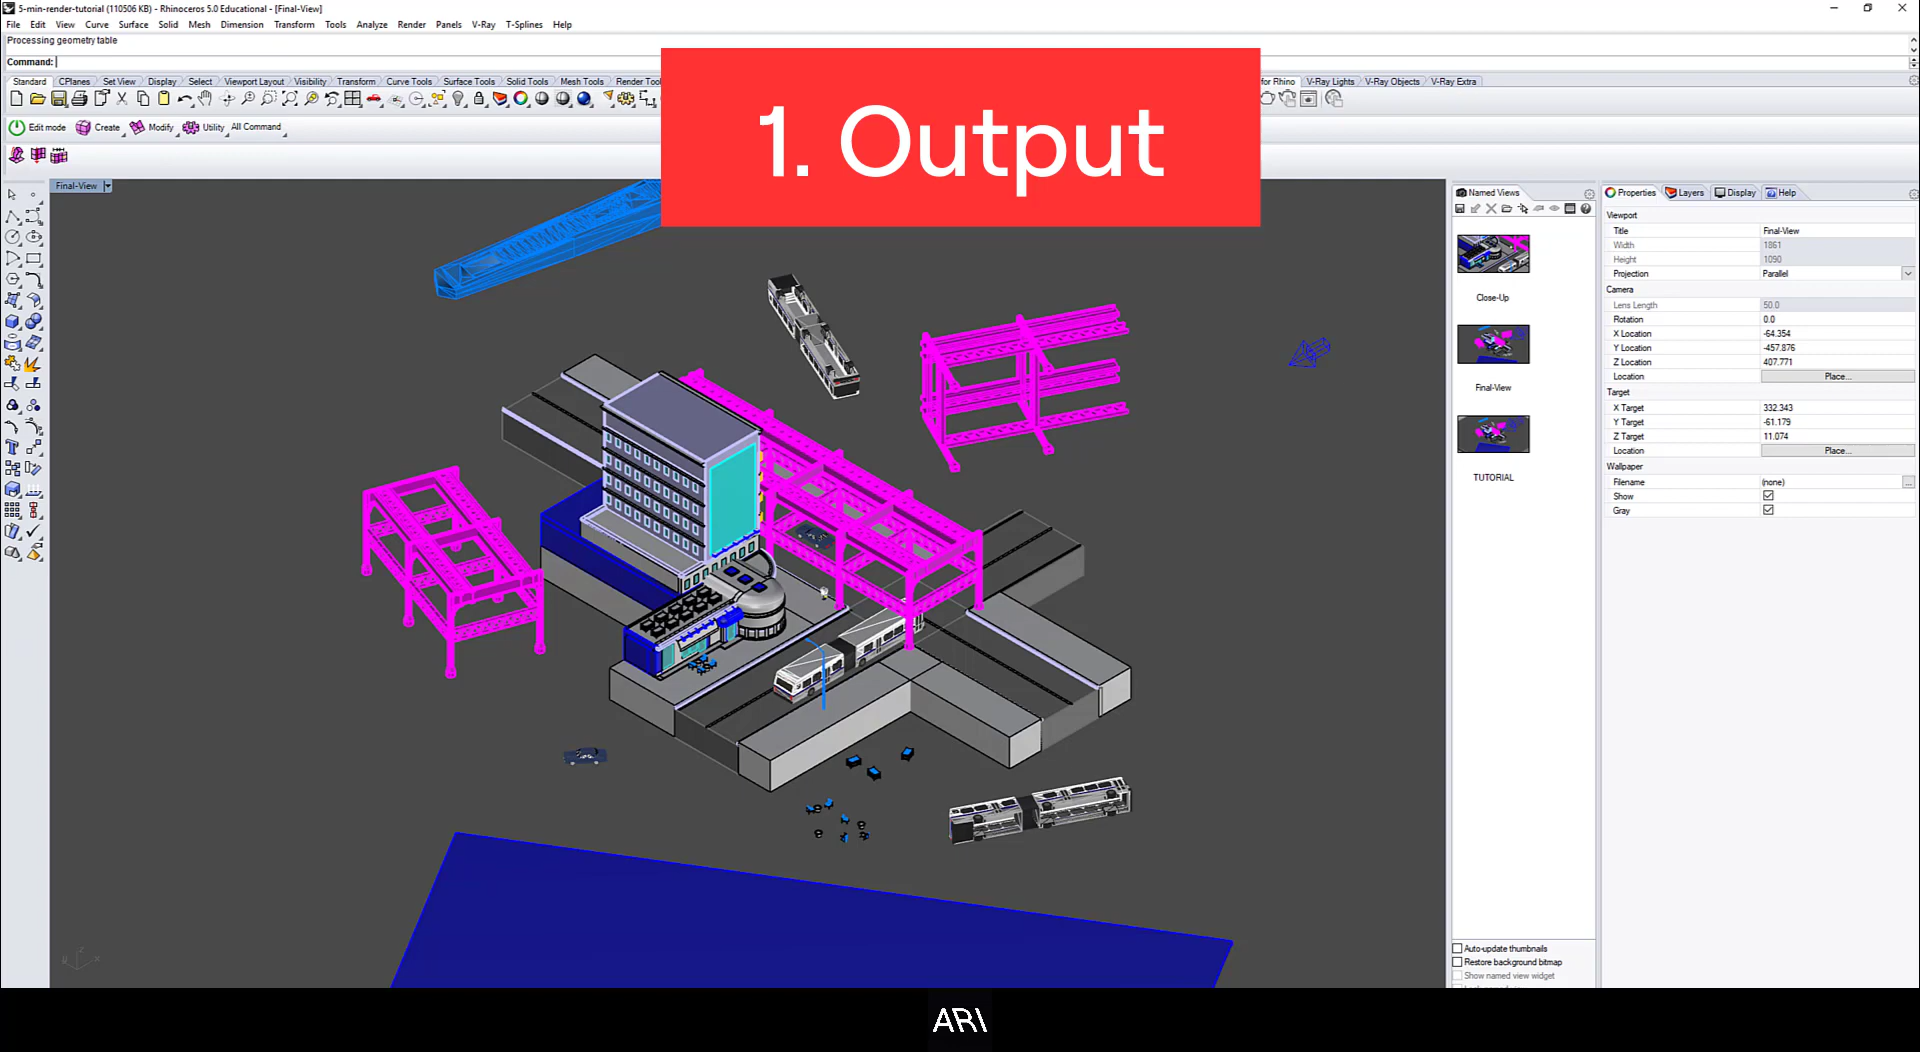 5-min-render-tutorial (110506 KB) - Rhinoceros 5.0 Educational - [Final-View]
File Edit View Curve Surface Solid Mesh Dimension Transform Tools Analyze Render Panels V-Ray T-Splines Help
Processing geometry table
Command:
Standard CPlanes Set View Display Select Viewport Layout Visibility Transform Curve Tools Surface Tools Solid Tools Mesh Tools Render Too for Rhino V-Ray Lights V-Ray Objects V-Ray Extra
1. Output
Edit mode Create Modify Utility All Command
Final-View
Named Views
Close-Up
Final-View
TUTORIAL
Auto-update thumbnails
Restore background bitmap
Show named view widget
Properties Layers Display Help
Viewport
Title Final-View
Width 1861
Height 1090
Projection Parallel
Camera
Lens Length 50.0
Rotation 0.0
X Location -64.354
Y Location -457.876
Z Location 407.771
Location Place...
Target
X Target 332.343
Y Target -61.179
Z Target 11.074
Location Place...
Wallpaper
Filename (none) ...
Show
Gray
ARI